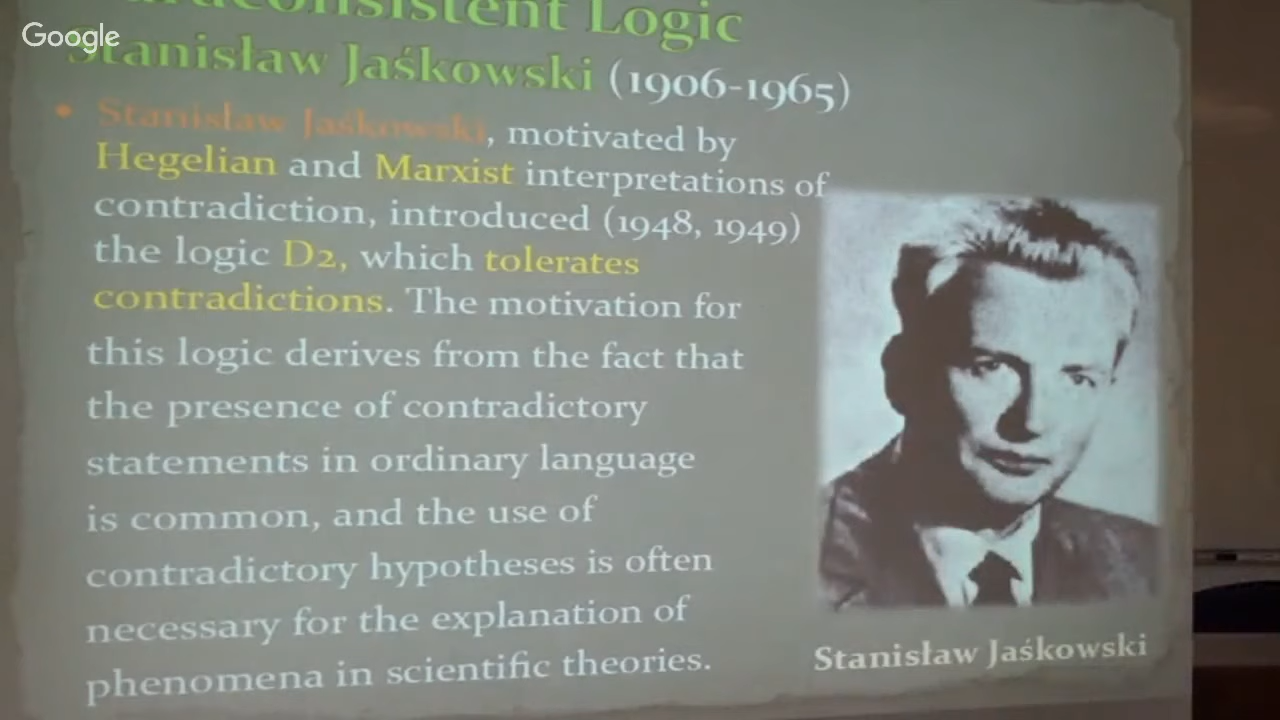 Google
Paraconsistent Logic
Stanisław Jaśkowski (1906-1965)
• Stanisław Jaśkowski, motivated by
Hegelian and Marxist interpretations of
contradiction, introduced (1948, 1949)
the logic D2, which tolerates
contradictions. The motivation for
this logic derives from the fact that
the presence of contradictory
statements in ordinary language
is common, and the use of
contradictory hypotheses is often
necessary for the explanation of
phenomena in scientific theories.
Stanisław Jaśkowski